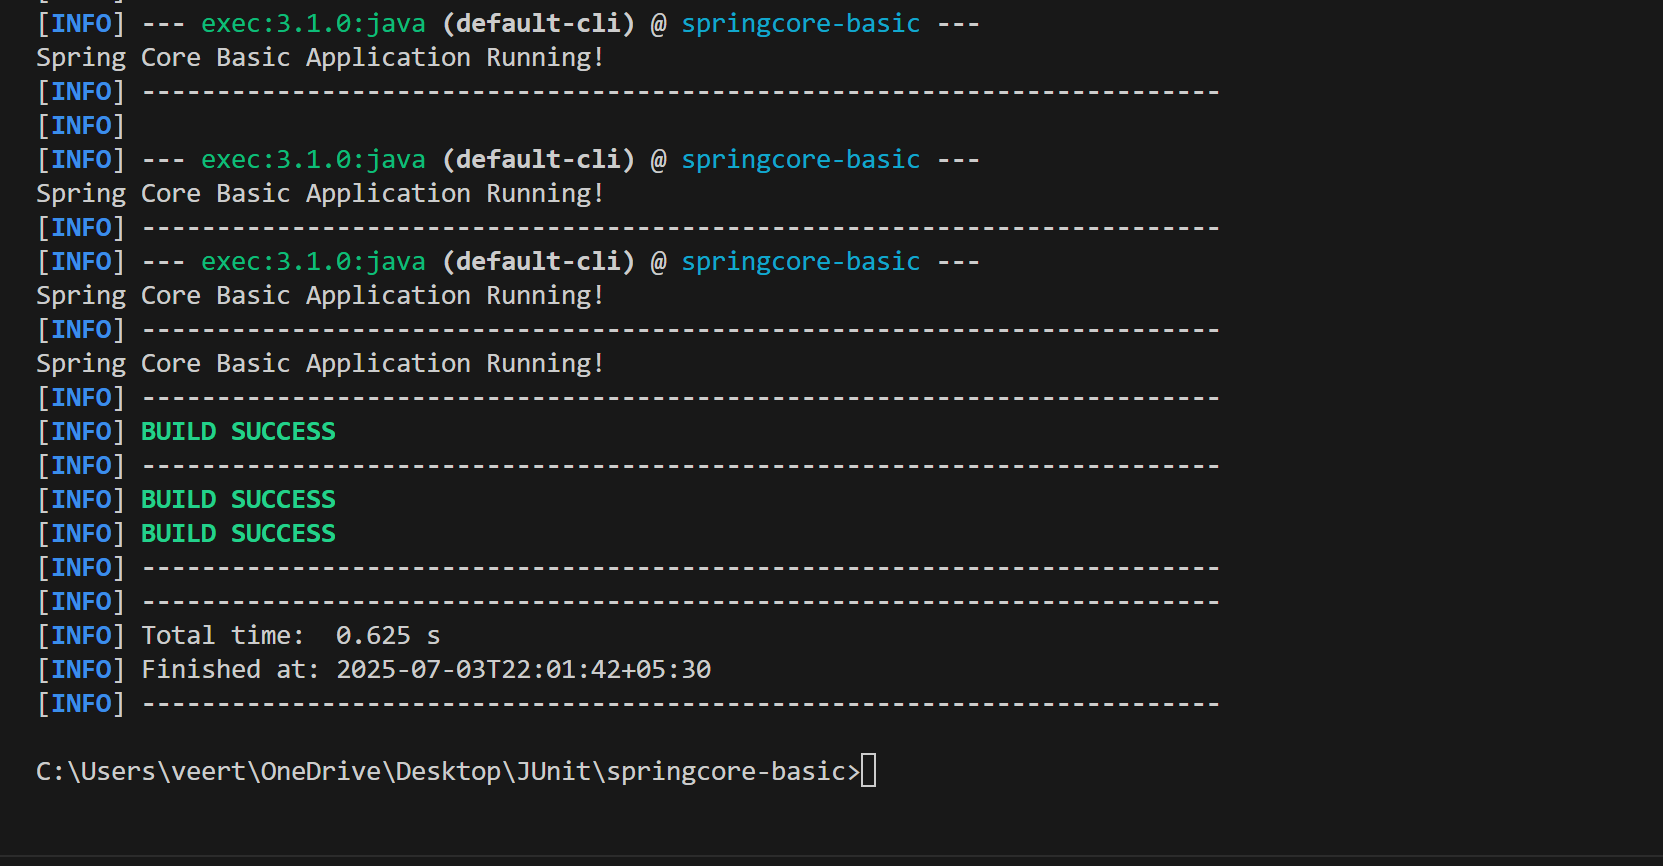 [INFO] --- exec:3.1.0:java (default-cli) @ springcore-basic ---
Spring Core Basic Application Running!
[INFO] ------------------------------------------------------------------------
[INFO]
[INFO] --- exec:3.1.0:java (default-cli) @ springcore-basic ---
Spring Core Basic Application Running!
[INFO] ------------------------------------------------------------------------
[INFO] --- exec:3.1.0:java (default-cli) @ springcore-basic ---
Spring Core Basic Application Running!
[INFO] ------------------------------------------------------------------------
Spring Core Basic Application Running!
[INFO] ------------------------------------------------------------------------
[INFO] BUILD SUCCESS
[INFO] ------------------------------------------------------------------------
[INFO] BUILD SUCCESS
[INFO] BUILD SUCCESS
[INFO] ------------------------------------------------------------------------
[INFO] ------------------------------------------------------------------------
[INFO] Total time:  0.625 s
[INFO] Finished at: 2025-07-03T22:01:42+05:30
[INFO] ------------------------------------------------------------------------
C:\Users\veert\OneDrive\Desktop\JUnit\springcore-basic>